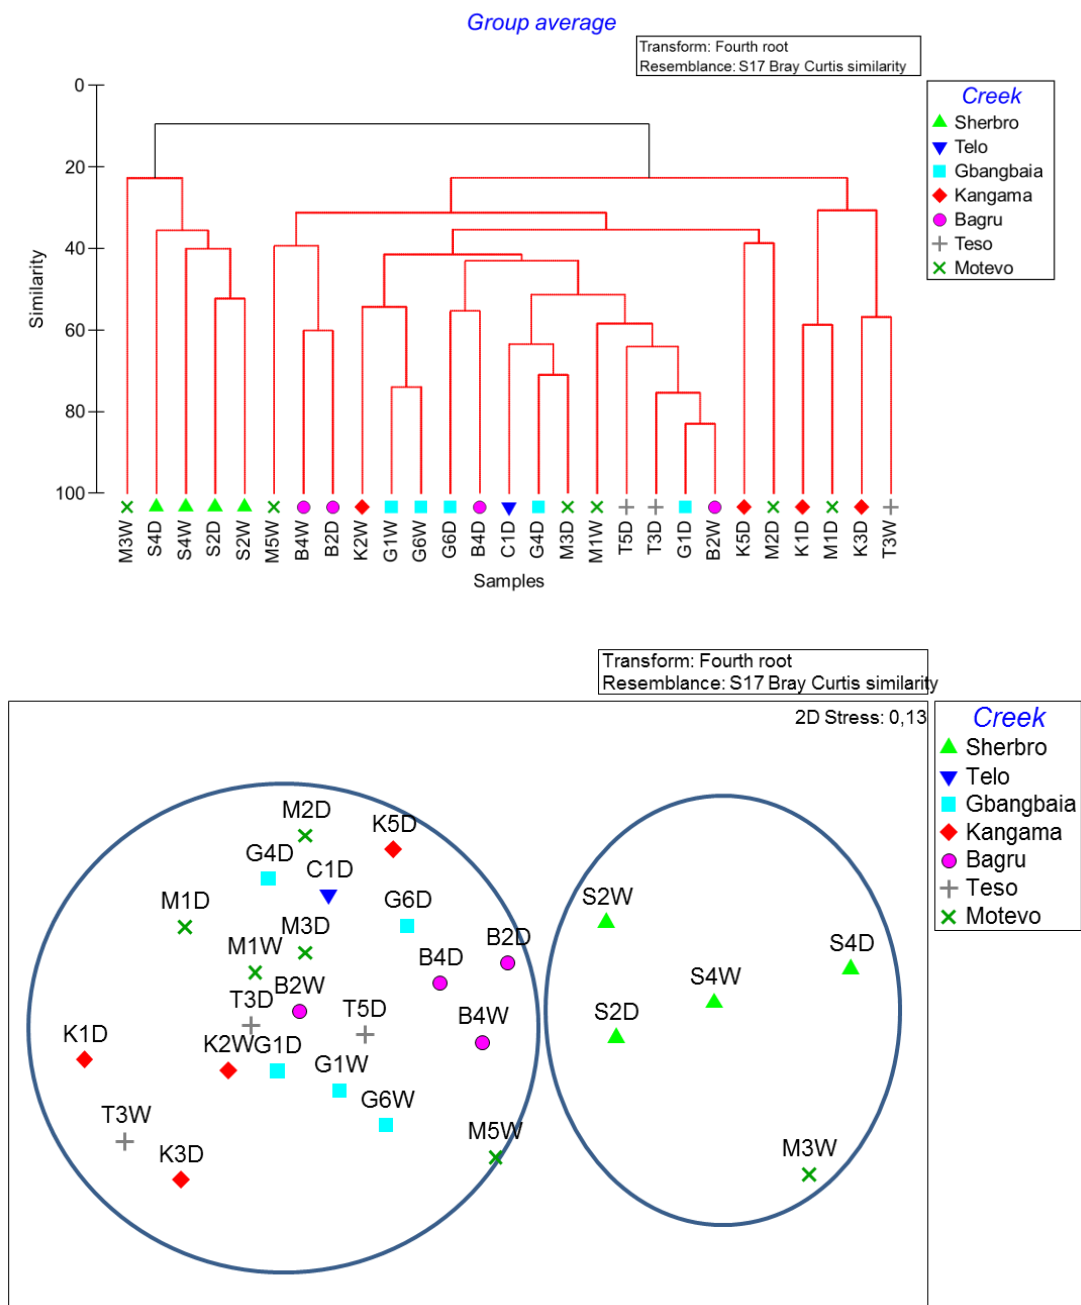 Group average
Transform: Fourth root
Resemblance: S17 Bray Curtis similarity
Creek
Sherbro
Telo
Gbangbaia
Kangama
Bagru
Teso
Motevo
0
20
40
60
80
100
Similarity
M3W
S4D
S4W
S2D
S2W
M5W
B4W
B2D
K2W
G1W
G6W
G6D
B4D
C1D
G4D
M3D
M1W
T5D
T3D
G1D
B2W
K5D
M2D
K1D
M1D
K3D
T3W
Samples
Transform: Fourth root
Resemblance: S17 Bray Curtis similarity
2D Stress: 0,13
Creek
Sherbro
Telo
Gbangbaia
Kangama
Bagru
Teso
Motevo
M2D
K5D
G4D
C1D
M1D
G6D
S2W
M3D
B2D
M1W
B4D
S4D
B2W
S4W
T3D
T5D
B4W
S2D
K1D
K2W
G1D
G1W
G6W
T3W
M5W
K3D
M3W